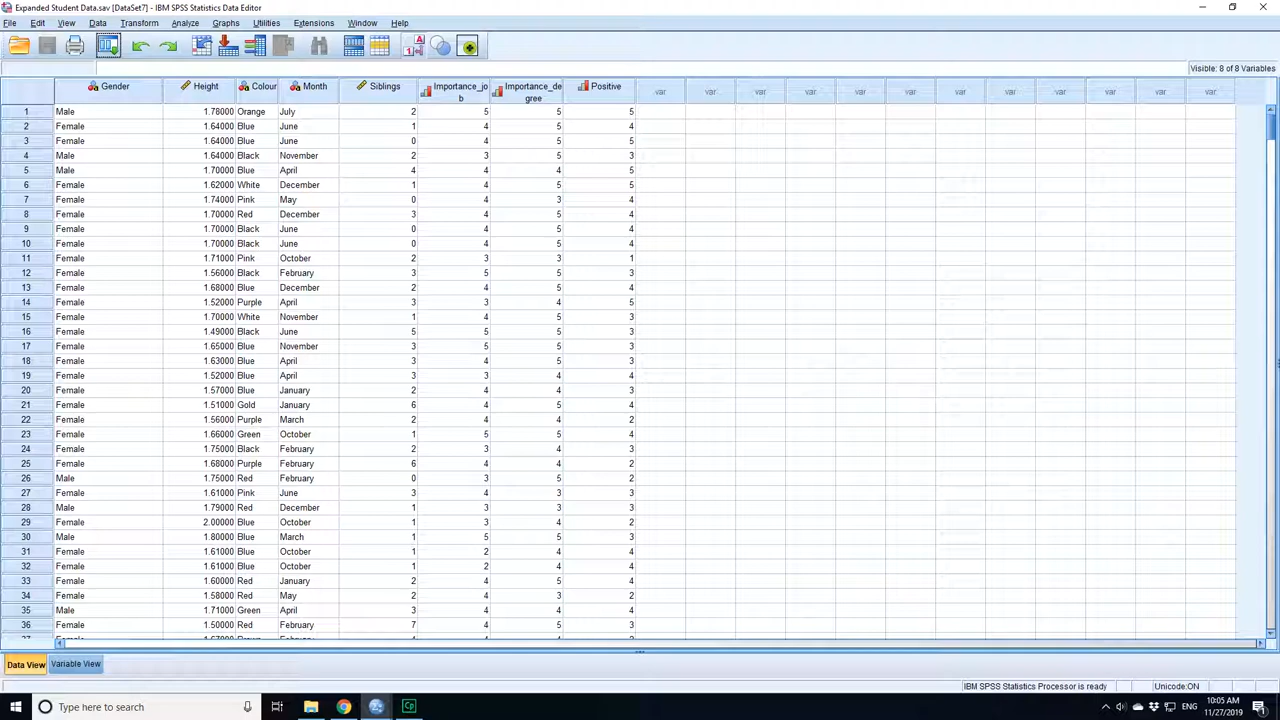 Expanded Student Data.sav [DataSet7] - IBM SPSS Statistics Data Editor
File Edit View Data Transform Analyze Graphs Utilities Extensions Window Help
Visible: 8 of 8 Variables
Gender Height Colour Month Siblings Importance_job Importance_degree Positive var var var var var var var var var var var var
1 Male 1.78000 Orange July 2 5 5 5
2 Female 1.64000 Blue June 1 4 5 4
3 Female 1.64000 Blue June 0 4 5 5
4 Male 1.64000 Black November 2 3 5 3
5 Male 1.70000 Blue April 4 4 5 5
6 Female 1.62000 White December 1 4 5 5
7 Female 1.74000 Pink May 0 4 3 4
8 Female 1.70000 Red December 3 4 5 4
9 Female 1.70000 Black June 0 4 5 4
10 Female 1.70000 Black June 0 4 5 4
11 Female 1.71000 Pink October 2 3 3 1
12 Female 1.56000 Black February 3 5 5 3
13 Female 1.68000 Blue December 2 4 5 4
14 Female 1.52000 Purple April 3 3 4 5
15 Female 1.70000 White November 1 4 5 3
16 Female 1.49000 Black June 5 5 5 3
17 Female 1.65000 Blue November 3 5 5 3
18 Female 1.63000 Blue April 3 4 5 3
19 Female 1.52000 Blue April 3 3 4 4
20 Female 1.57000 Blue January 2 4 4 3
21 Female 1.51000 Gold January 6 4 5 4
22 Female 1.56000 Purple March 2 4 4 2
23 Female 1.66000 Green October 1 5 5 4
24 Female 1.75000 Black February 2 3 4 3
25 Female 1.68000 Purple February 6 4 4 2
26 Male 1.75000 Red February 0 3 5 2
27 Female 1.61000 Pink June 3 4 3 3
28 Male 1.79000 Red December 1 3 3 3
29 Female 2.00000 Blue October 1 3 4 2
30 Male 1.80000 Blue March 1 5 5 3
31 Female 1.61000 Blue October 1 2 4 4
32 Female 1.61000 Blue October 1 2 4 4
33 Female 1.60000 Red January 2 4 5 4
34 Female 1.58000 Red May 2 4 3 2
35 Male 1.71000 Green April 3 4 4 4
36 Female 1.50000 Red February 7 4 5 3
Data View Variable View
IBM SPSS Statistics Processor is ready Unicode:ON
Type here to search
Cp
ENG
10:05 AM
11/27/2019